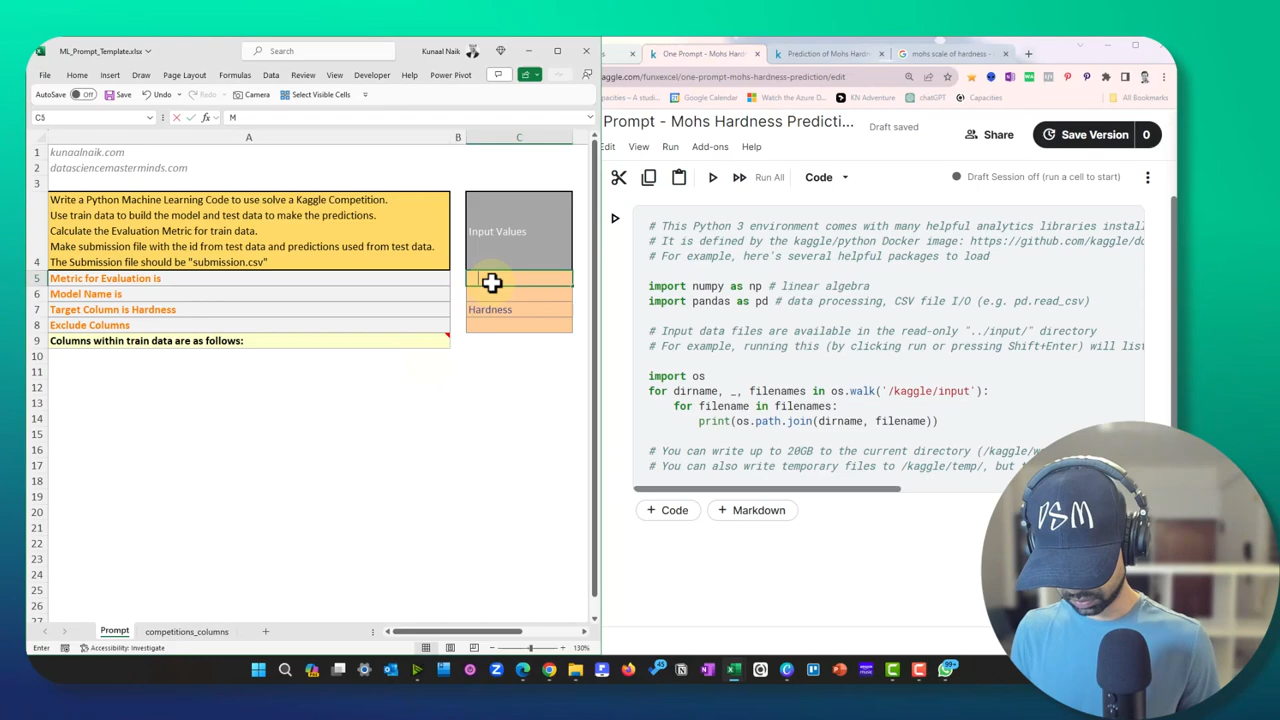 ML_Prompt_Template.xlsx
Search
Kunaal Naik
File Home Insert Draw Page Layout Formulas Data Review View Developer Help Power Pivot
AutoSave Off Save Undo Redo Camera Select Visible Cells
C5 fx M
A B C
1 kunaalnaik.com
2 datasciencemasterminds.com
3
Write a Python Machine Learning Code to use solve a Kaggle Competition.
Use train data to build the model and test data to make the predictions.
Calculate the Evaluation Metric for train data.
Make submission file with the id from test data and predictions used from test data.
4 The Submission file should be "submission.csv"
Input Values
5 Metric for Evaluation is
6 Model Name is
7 Target Column is Hardness Hardness
8 Exclude Columns
9 Columns within train data are as follows:
10
11
12
13
14
15
16
17
18
19
20
21
22
23
24
25
26
27
Prompt competitions_columns
Enter Accessibility: Investigate 130%
One Prompt - Mohs Hard
Prediction of Mohs Hardn
mohs scale of hardness -
kaggle.com/funxexcel/one-prompt-mohs-hardness-prediction/edit
Capacities – A studi... Google Calendar Watch the Azure D... KN Adventure chatGPT Capacities All Bookmarks
Prompt - Mohs Hardness Predicti... Draft saved
Share Save Version 0
Edit View Run Add-ons Help
Run All Code Draft Session off (run a cell to start)
# This Python 3 environment comes with many helpful analytics libraries instal
# It is defined by the kaggle/python Docker image: https://github.com/kaggle/do
# For example, here's several helpful packages to load
import numpy as np # linear algebra
import pandas as pd # data processing, CSV file I/O (e.g. pd.read_csv)
# Input data files are available in the read-only "../input/" directory
# For example, running this (by clicking run or pressing Shift+Enter) will list
import os
for dirname, _, filenames in os.walk('/kaggle/input'):
for filename in filenames:
print(os.path.join(dirname, filename))
# You can write up to 20GB to the current directory (/kaggle/w
# You can also write temporary files to /kaggle/temp/, but t
+ Code + Markdown
DSM
45
99+